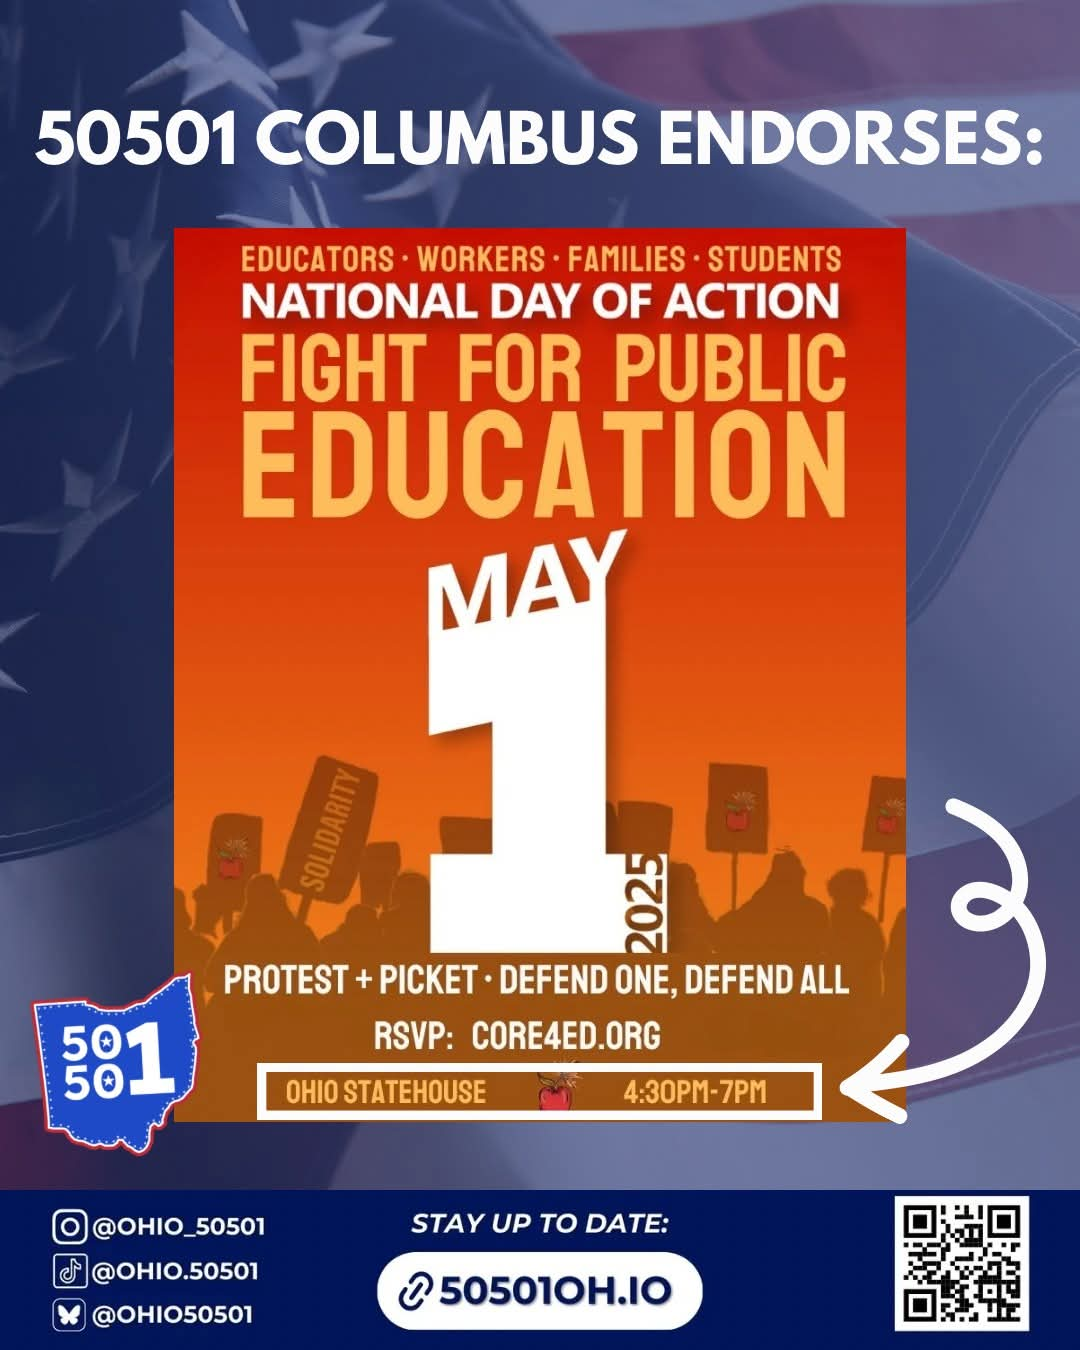 50501 COLUMBUS ENDORSES:
EDUCATORS · WORKERS · FAMILIES · STUDENTS
NATIONAL DAY OF ACTION
FIGHT FOR PUBLIC
EDUCATION
MAY
1
2025
SOLIDARITY
PROTEST + PICKET · DEFEND ONE, DEFEND ALL
RSVP: CORE4ED.ORG
OHIO STATEHOUSE 4:30PM-7PM
50
50
1
@OHIO_50501
@OHIO.50501
@OHIO50501
STAY UP TO DATE:
50501OH.IO